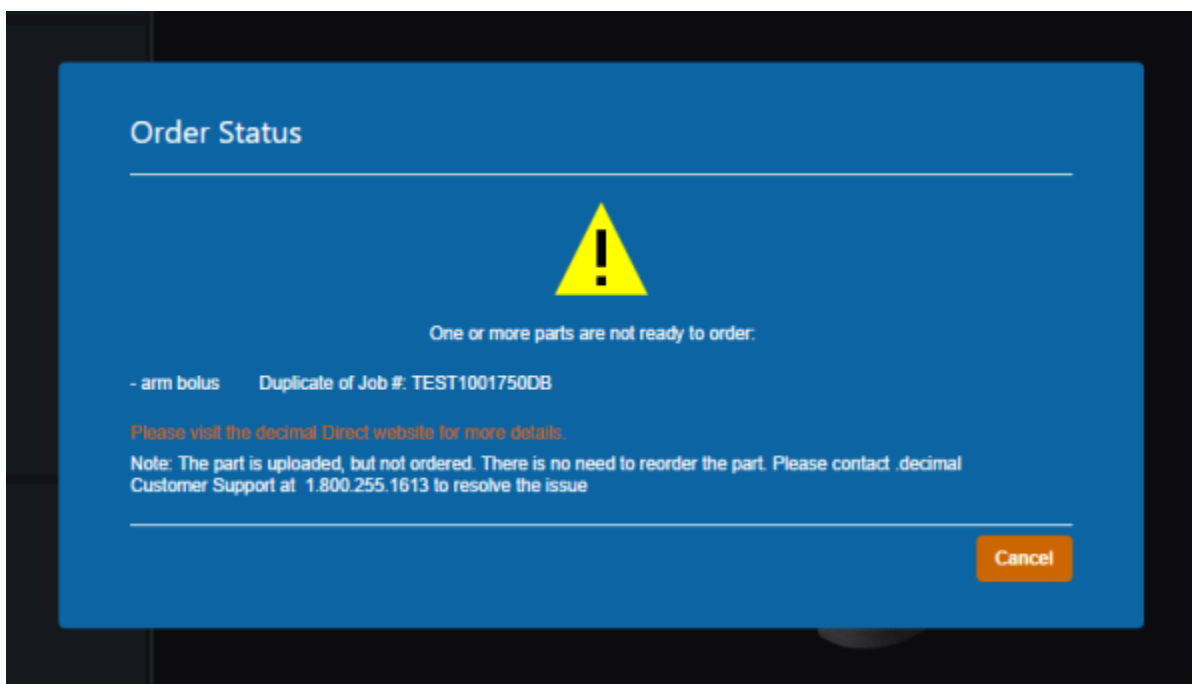 Order Status
!
One or more parts are not ready to order:
- arm bolus Duplicate of Job #: TEST1001750DB
Please visit the decimal Direct website for more details.
Note: The part is uploaded, but not ordered. There is no need to reorder the part. Please contact .decimal
Customer Support at 1.800.255.1613 to resolve the issue
Cancel